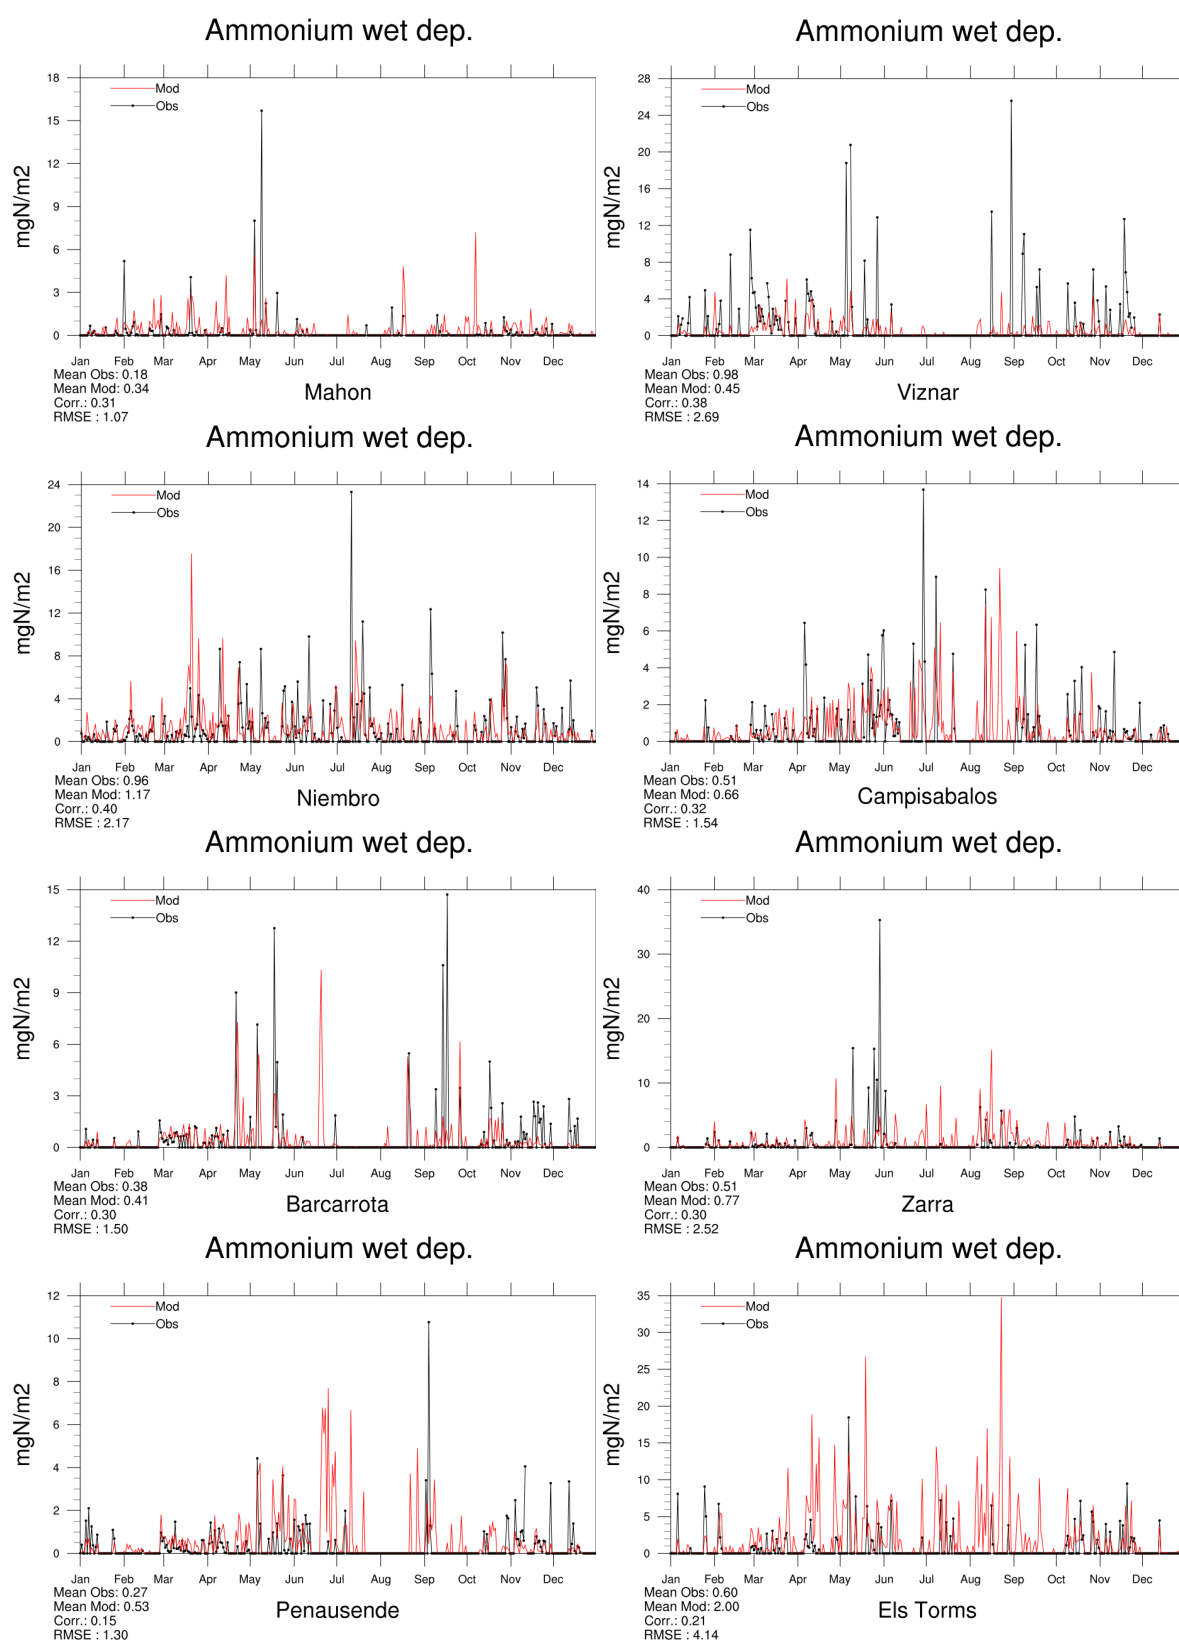 Ammonium wet dep.
18
15
12
9
6
3
0
mgN/m2
Mod
Obs
Jan Feb Mar Apr May Jun Jul Aug Sep Oct Nov Dec
Mean Obs: 0.18
Mean Mod: 0.34
Corr.: 0.31
RMSE : 1.07
Mahon
Ammonium wet dep.
28
24
20
16
12
8
4
0
mgN/m2
Mod
Obs
Jan Feb Mar Apr May Jun Jul Aug Sep Oct Nov Dec
Mean Obs: 0.98
Mean Mod: 0.45
Corr.: 0.38
RMSE : 2.69
Viznar
Ammonium wet dep.
24
20
16
12
8
4
0
mgN/m2
Mod
Obs
Jan Feb Mar Apr May Jun Jul Aug Sep Oct Nov Dec
Mean Obs: 0.96
Mean Mod: 1.17
Corr.: 0.40
RMSE : 2.17
Niembro
Ammonium wet dep.
14
12
10
8
6
4
2
0
mgN/m2
Mod
Obs
Jan Feb Mar Apr May Jun Jul Aug Sep Oct Nov Dec
Mean Obs: 0.51
Mean Mod: 0.66
Corr.: 0.32
RMSE : 1.54
Campisabalos
Ammonium wet dep.
15
12
9
6
3
0
mgN/m2
Mod
Obs
Jan Feb Mar Apr May Jun Jul Aug Sep Oct Nov Dec
Mean Obs: 0.38
Mean Mod: 0.41
Corr.: 0.30
RMSE : 1.50
Barcarrota
Ammonium wet dep.
40
30
20
10
0
mgN/m2
Mod
Obs
Jan Feb Mar Apr May Jun Jul Aug Sep Oct Nov Dec
Mean Obs: 0.51
Mean Mod: 0.77
Corr.: 0.30
RMSE : 2.52
Zarra
Ammonium wet dep.
12
10
8
6
4
2
0
mgN/m2
Mod
Obs
Jan Feb Mar Apr May Jun Jul Aug Sep Oct Nov Dec
Mean Obs: 0.27
Mean Mod: 0.53
Corr.: 0.15
RMSE : 1.30
Penausende
Ammonium wet dep.
35
30
25
20
15
10
5
0
mgN/m2
Mod
Obs
Jan Feb Mar Apr May Jun Jul Aug Sep Oct Nov Dec
Mean Obs: 0.60
Mean Mod: 2.00
Corr.: 0.21
RMSE : 4.14
Els Torms